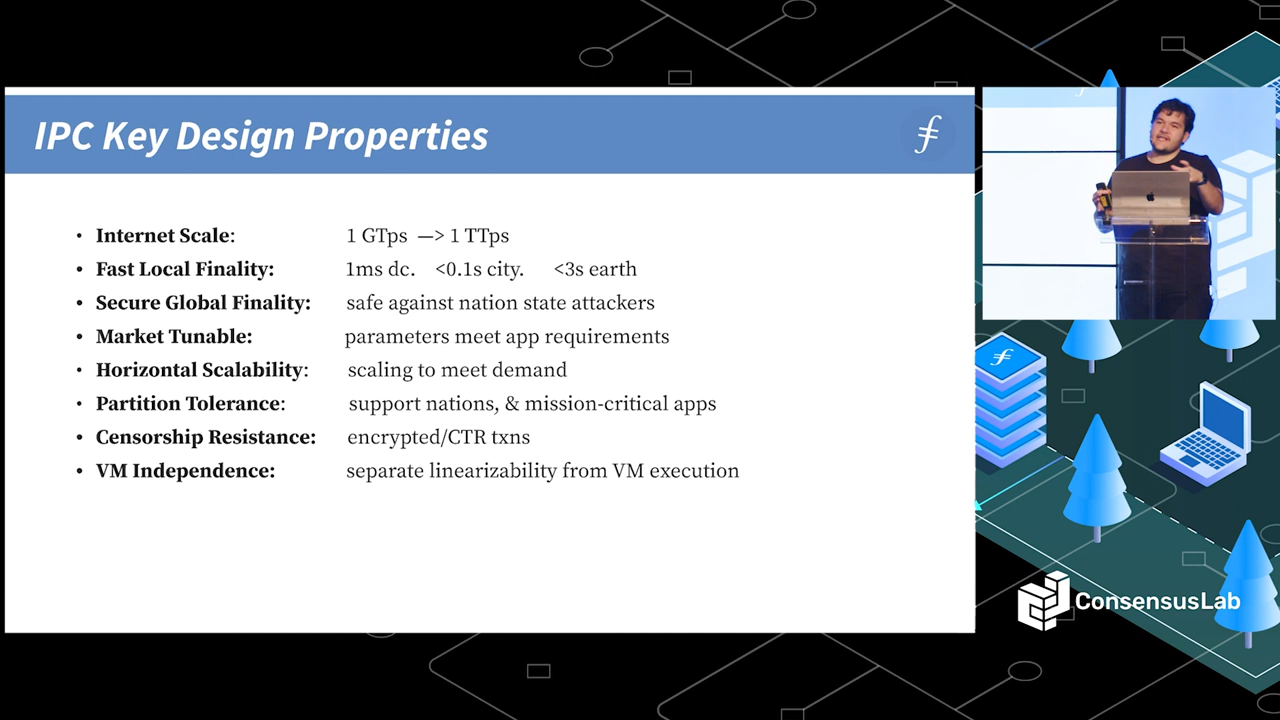 IPC Key Design Properties
• Internet Scale: 1 GTps —> 1 TTps
• Fast Local Finality: 1ms dc. <0.1s city. <3s earth
• Secure Global Finality: safe against nation state attackers
• Market Tunable: parameters meet app requirements
• Horizontal Scalability: scaling to meet demand
• Partition Tolerance: support nations, & mission-critical apps
• Censorship Resistance: encrypted/CTR txns
• VM Independence: separate linearizability from VM execution
ConsensusLab